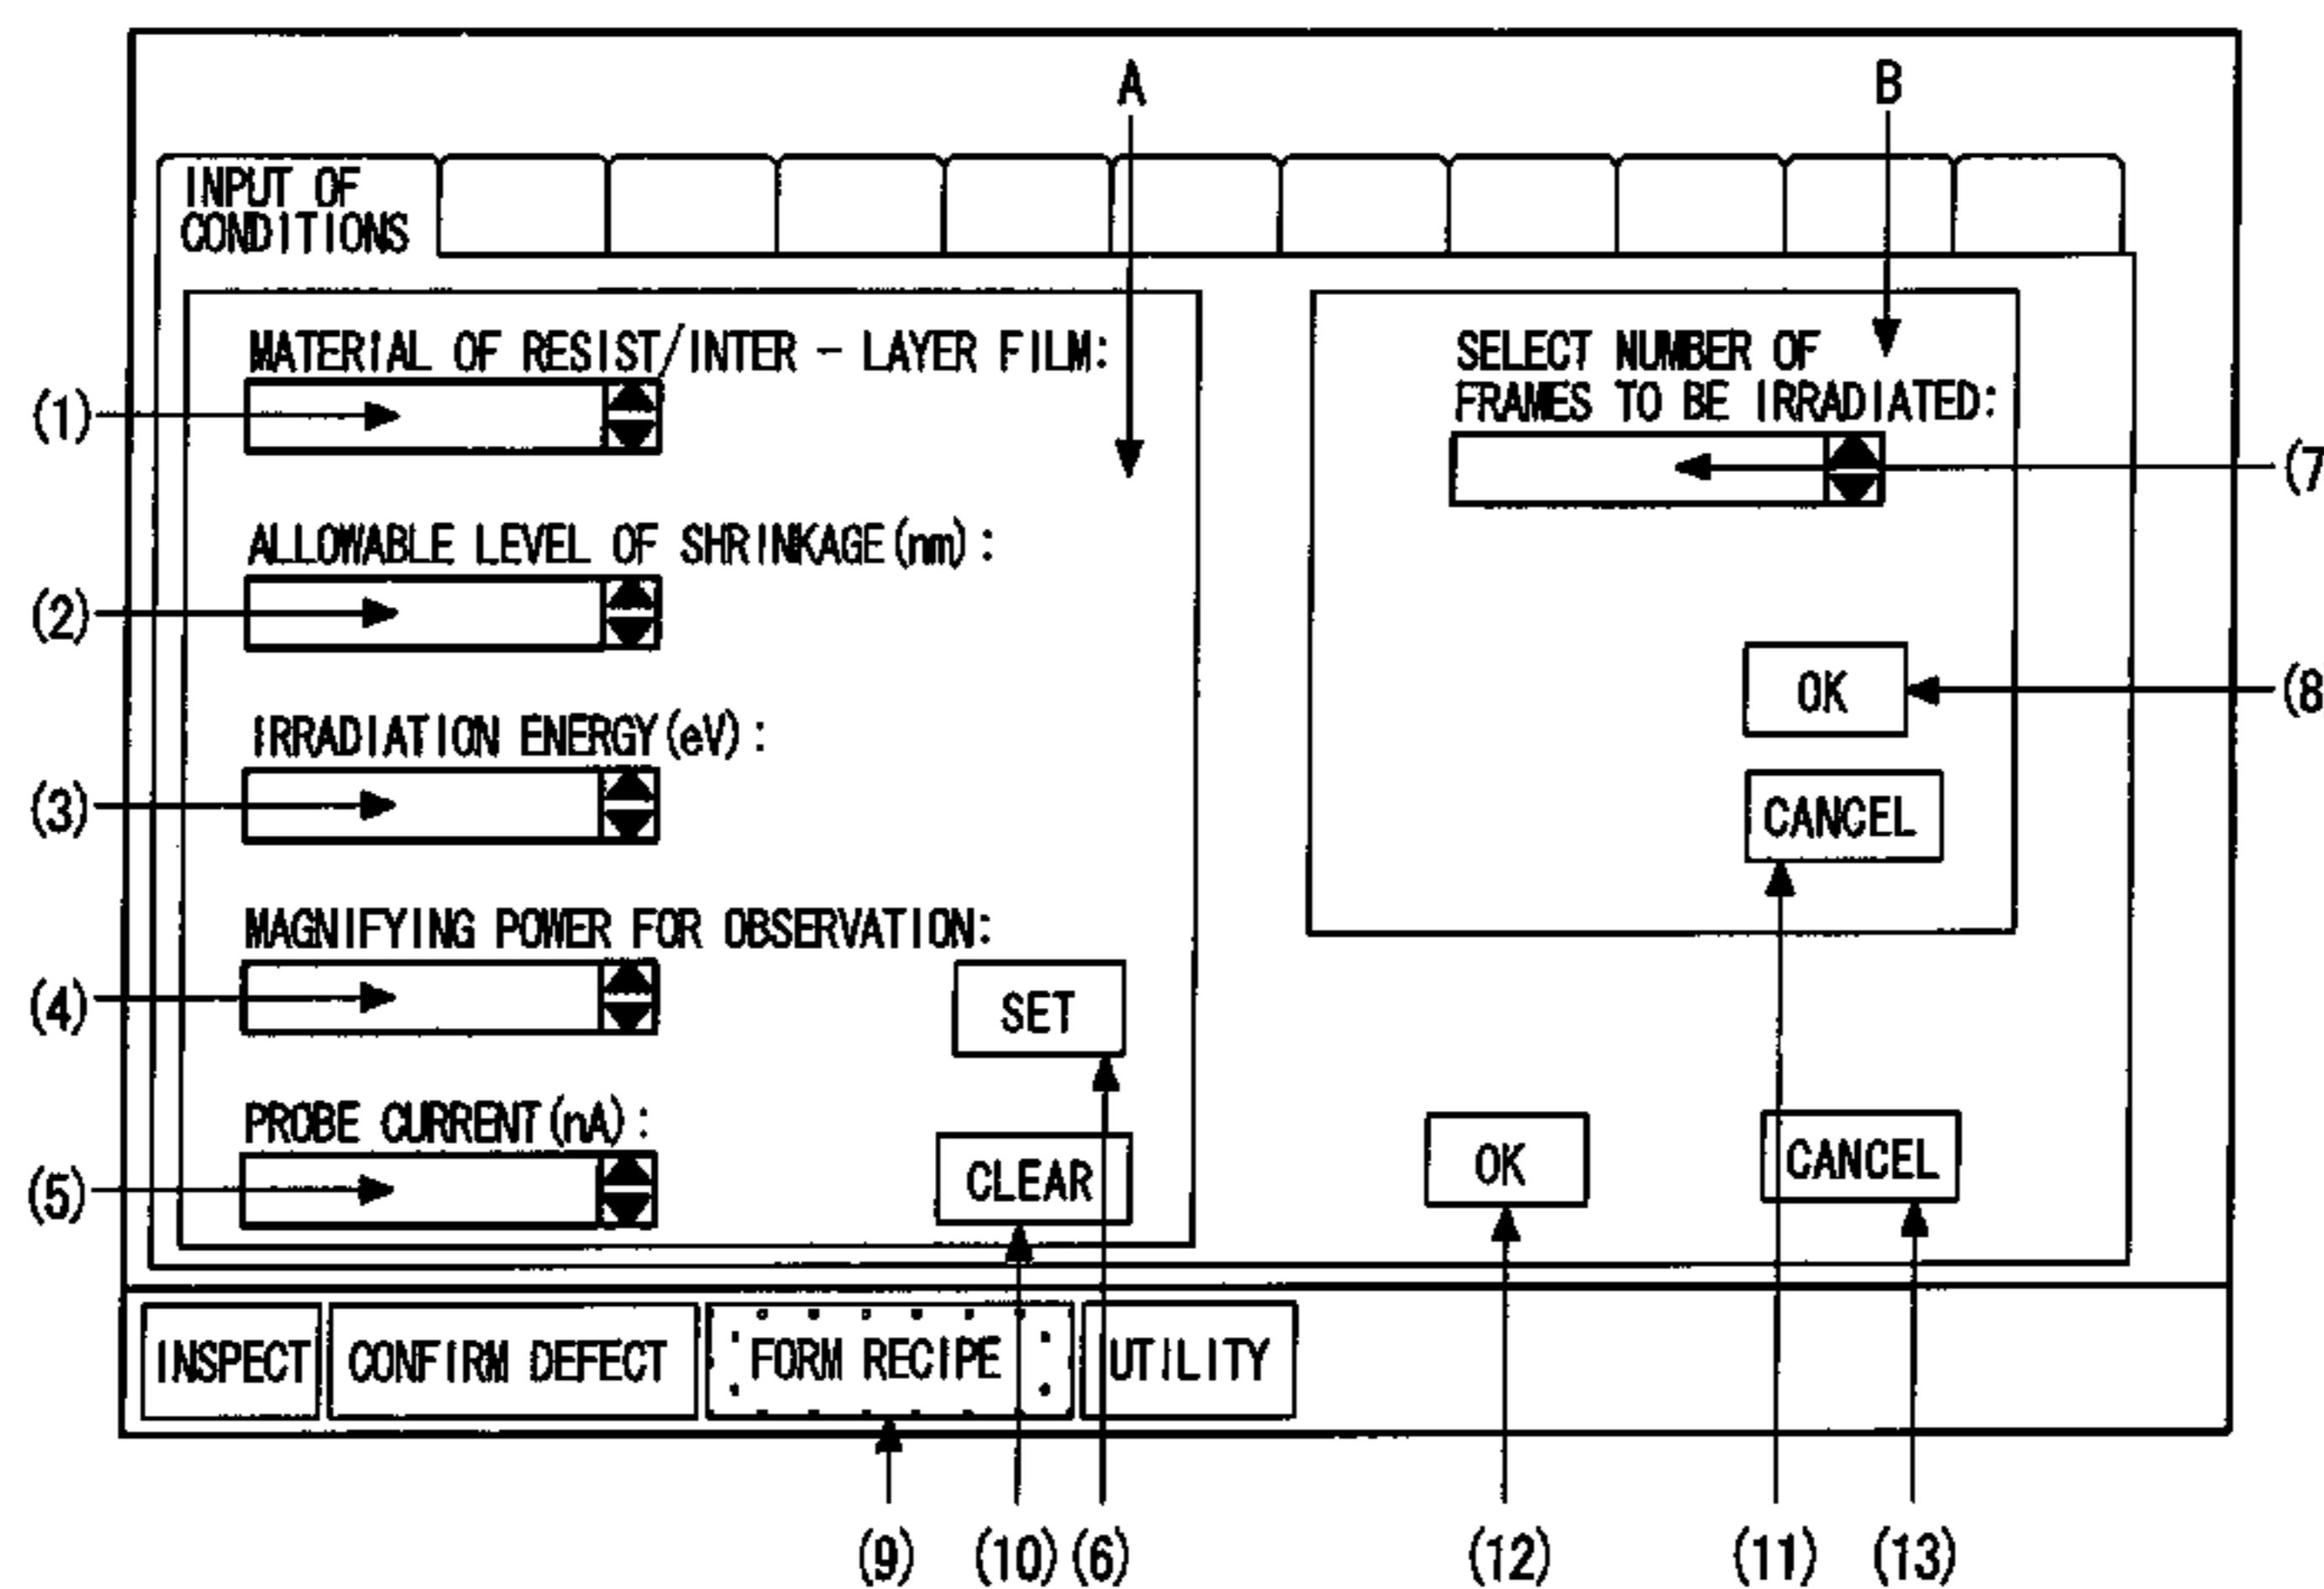 A
B
INPUT OF
CONDITIONS
MATERIAL OF RESIST/INTER - LAYER FILM:
(1)
ALLOWABLE LEVEL OF SHRINKAGE(nm):
(2)
IRRADIATION ENERGY(eV):
(3)
MAGNIFYING POWER FOR OBSERVATION:
(4)
SET
PROBE CURRENT(nA):
(5)
CLEAR
SELECT NUMBER OF
FRAMES TO BE IRRADIATED:
(7
OK
(8
CANCEL
OK
CANCEL
INSPECT
CONFIRM DEFECT
FORM RECIPE
UTILITY
(9)
(10)
(6)
(12)
(11)
(13)